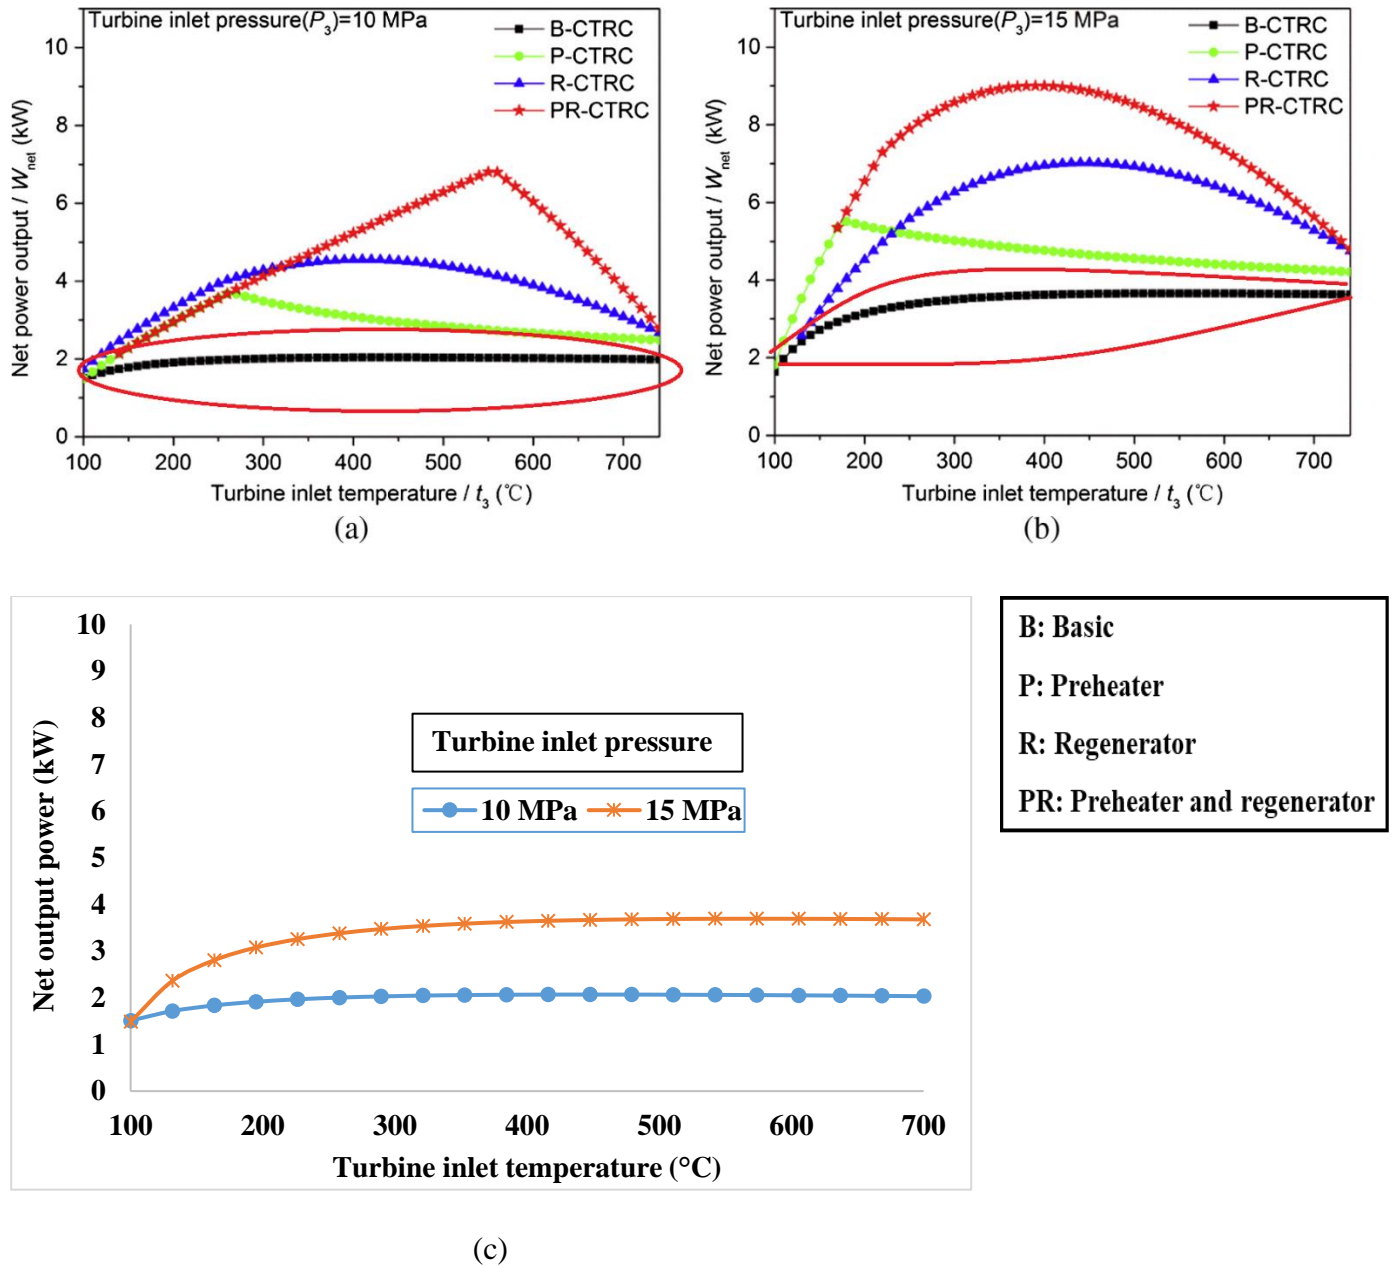 Turbine inlet pressure(P3)=10 MPa
B-CTRC
P-CTRC
R-CTRC
PR-CTRC
Net power output / Wnet (kW)
10
8
6
4
2
0
100 200 300 400 500 600 700
Turbine inlet temperature / t3 (℃)
(a)
Turbine inlet pressure(P3)=15 MPa
B-CTRC
P-CTRC
R-CTRC
PR-CTRC
Net power output / Wnet (kW)
10
8
6
4
2
0
100 200 300 400 500 600 700
Turbine inlet temperature / t3 (℃)
(b)
Net output power (kW)
10
9
8
7
6
5
4
3
2
1
0
Turbine inlet pressure
10 MPa 15 MPa
100 200 300 400 500 600 700
Turbine inlet temperature (°C)
(c)
B: Basic
P: Preheater
R: Regenerator
PR: Preheater and regenerator